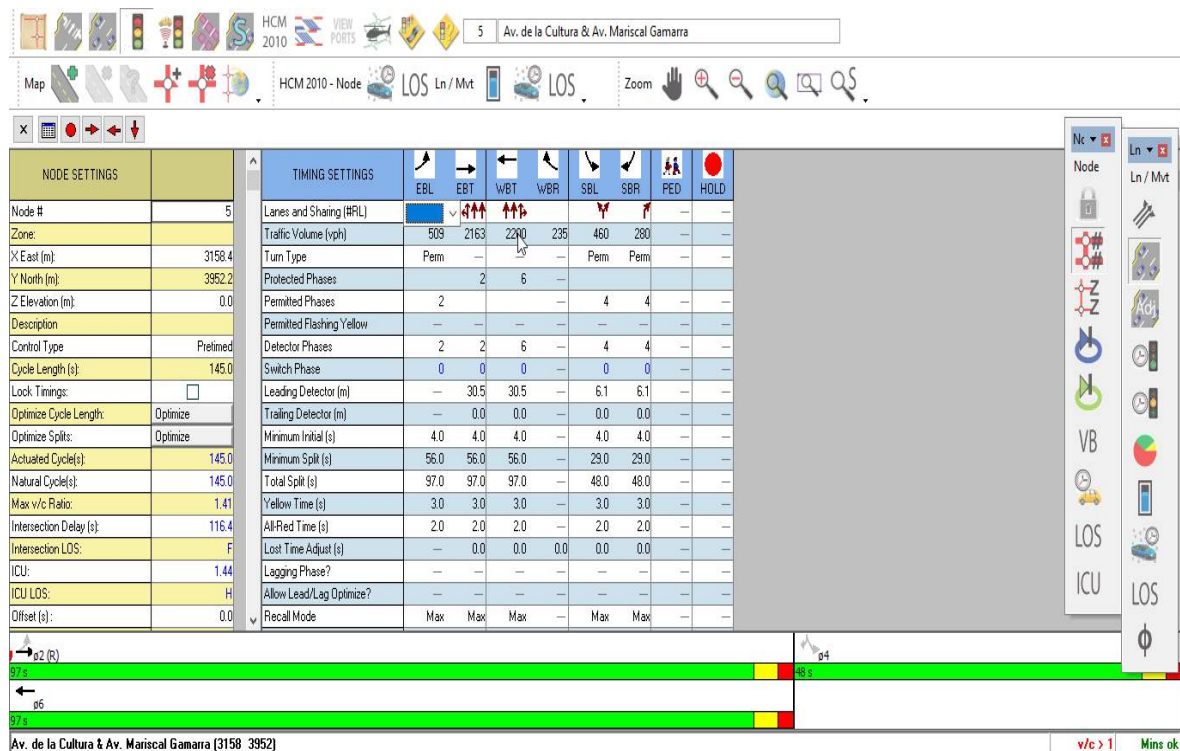 HCM 2010 VIEW PORTS 5 Av. de la Cultura & Av. Mariscal Gamarra
Map HCM 2010 - Node LOS Ln / Mvt LOS Zoom
NODE SETTINGS
Node # 5
Zone:
X East (m): 3158.4
Y North (m): 3952.2
Z Elevation (m): 0.0
Description
Control Type Pretimed
Cycle Length (s): 145.0
Lock Timings:
Optimize Cycle Length: Optimize
Optimize Splits: Optimize
Actuated Cycle(s): 145.0
Natural Cycle(s): 145.0
Max v/c Ratio: 1.41
Intersection Delay (s): 116.4
Intersection LOS: F
ICU: 1.44
ICU LOS: H
Offset (s) : 0.0
TIMING SETTINGS EBL EBT WBT WBR SBL SBR PED HOLD
Lanes and Sharing (#RL) — —
Traffic Volume (vph) 509 2163 2200 235 460 280 — —
Turn Type Perm — — — Perm Perm — —
Protected Phases 2 6 —
Permitted Phases 2 — 4 4 — —
Permitted Flashing Yellow — — — — — — — —
Detector Phases 2 2 6 — 4 4 — —
Switch Phase 0 0 0 — 0 0 — —
Leading Detector (m) — 30.5 30.5 — 6.1 6.1 — —
Trailing Detector (m) — 0.0 0.0 — 0.0 0.0 — —
Minimum Initial (s) 4.0 4.0 4.0 — 4.0 4.0 — —
Minimum Split (s) 56.0 56.0 56.0 — 29.0 29.0 — —
Total Split (s) 97.0 97.0 97.0 — 48.0 48.0 — —
Yellow Time (s) 3.0 3.0 3.0 — 3.0 3.0 — —
All-Red Time (s) 2.0 2.0 2.0 — 2.0 2.0 — —
Lost Time Adjust (s) — 0.0 0.0 0.0 0.0 0.0 — —
Lagging Phase? — — — — — — — —
Allow Lead/Lag Optimize? — — — — — — — —
Recall Mode Max Max Max — Max Max — —
Nc
Node
#
#
Z
Z
VB
LOS
ICU
Ln
Ln / Mvt
Adj
LOS
ϕ
ø2 (R) ø4
97 s 48 s
ø6
97 s
Av. de la Cultura & Av. Mariscal Gamarra (3158 3952) v/c > 1 Mins ok